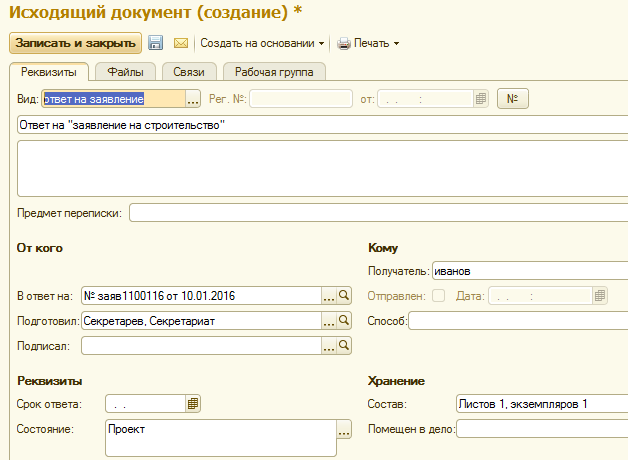 Исходящий документ (создание) *
Записать и закрыть Создать на основании Печать
Реквизиты Файлы Связи Рабочая группа
Вид: ответ на заявление ... Рег. №: от: . . : №
Ответ на "заявление на строительство"
Предмет переписки:
От кого Кому
Получатель: иванов
В ответ на: № заяв1100116 от 10.01.2016 ... Отправлен: Дата: . . :
Подготовил: Секретарев, Секретариат ... Способ:
Подписал: ...
Реквизиты Хранение
Срок ответа: . . Состав: Листов 1, экземпляров 1
Состояние: Проект ... Помещен в дело: